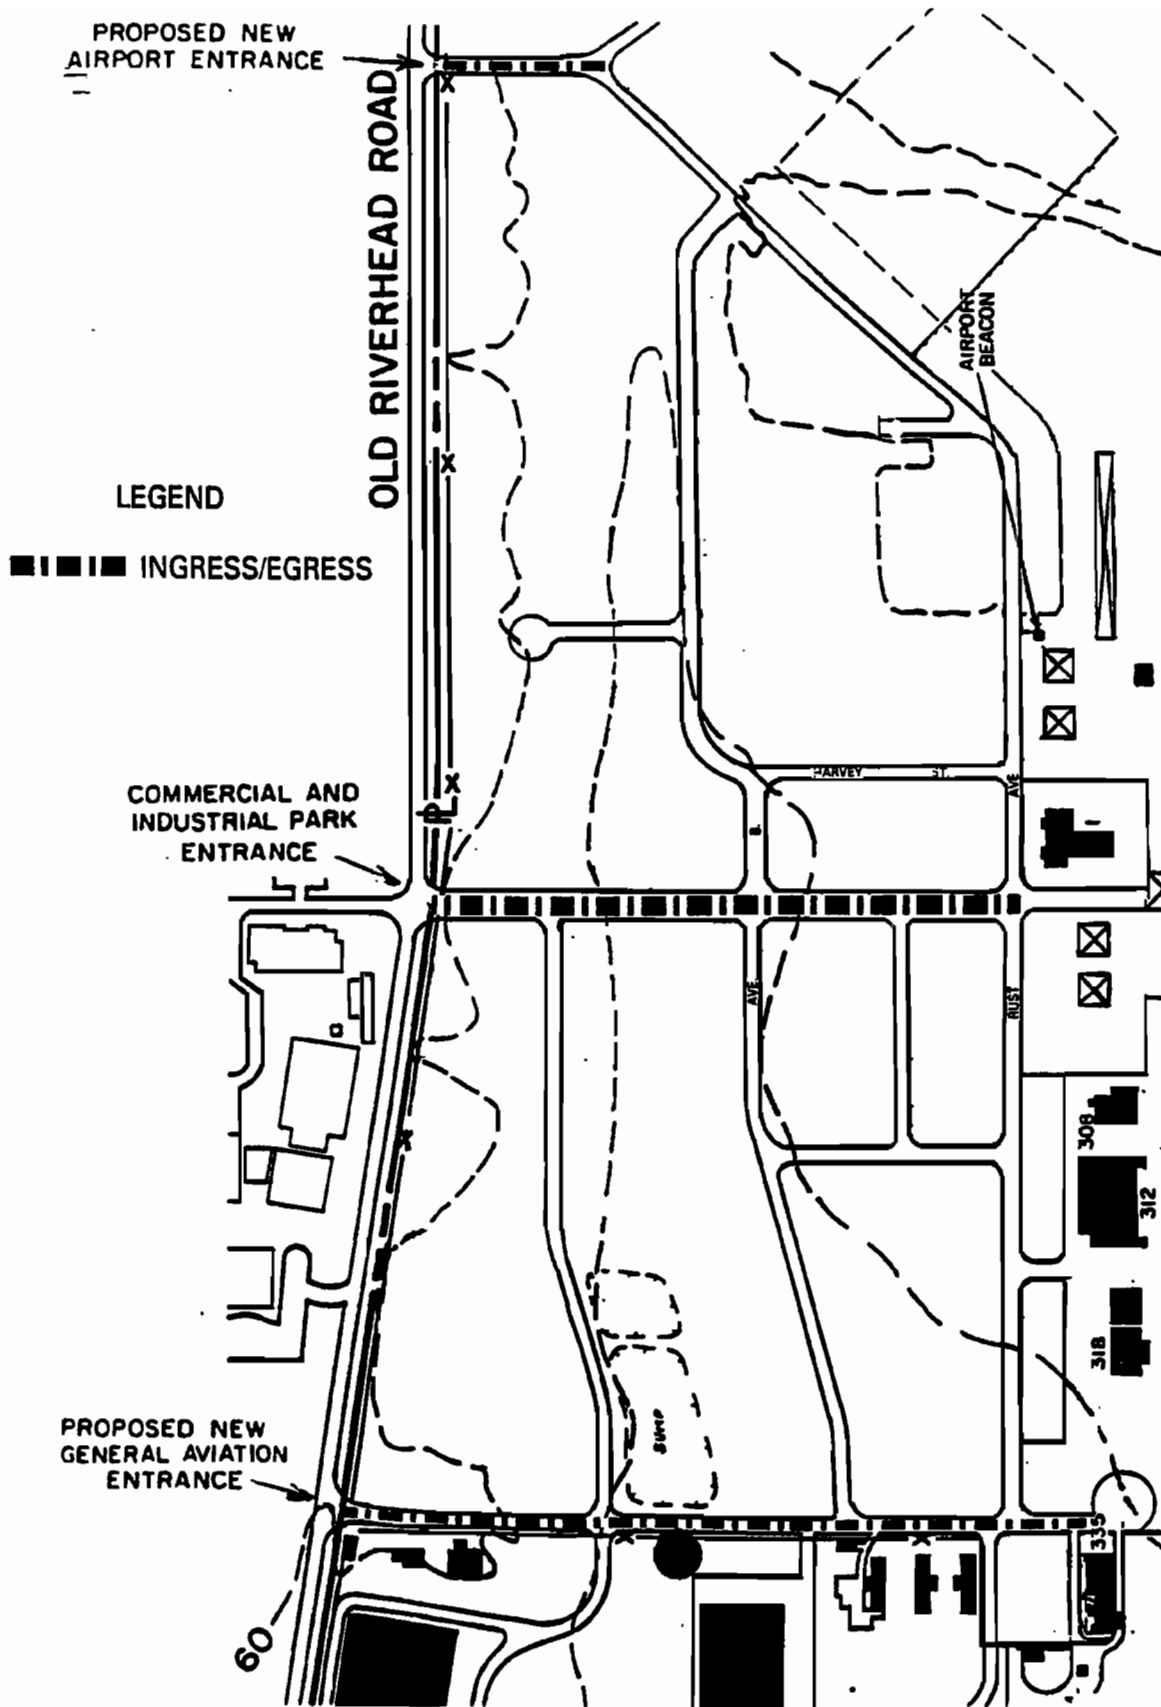 PROPOSED NEW
AIRPORT ENTRANCE
OLD RIVERHEAD ROAD
AIRPORT
BEACON
LEGEND
INGRESS/EGRESS
HARVEY ST.
AVE
COMMERCIAL AND
INDUSTRIAL PARK
ENTRANCE
B.
AVE.
RUST
308
312
318
SUMP
PROPOSED NEW
GENERAL AVIATION
ENTRANCE
335
60